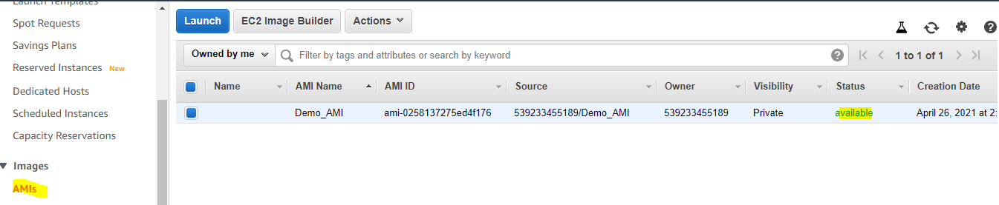 Launch Templates
Spot Requests
Savings Plans
Reserved Instances New
Dedicated Hosts
Scheduled Instances
Capacity Reservations
Images
AMIs
Launch EC2 Image Builder Actions
Owned by me Filter by tags and attributes or search by keyword 1 to 1 of 1
Name AMI Name AMI ID Source Owner Visibility Status Creation Date
Demo_AMI ami-0258137275ed4f176 539233455189/Demo_AMI 539233455189 Private available April 26, 2021 at 2: